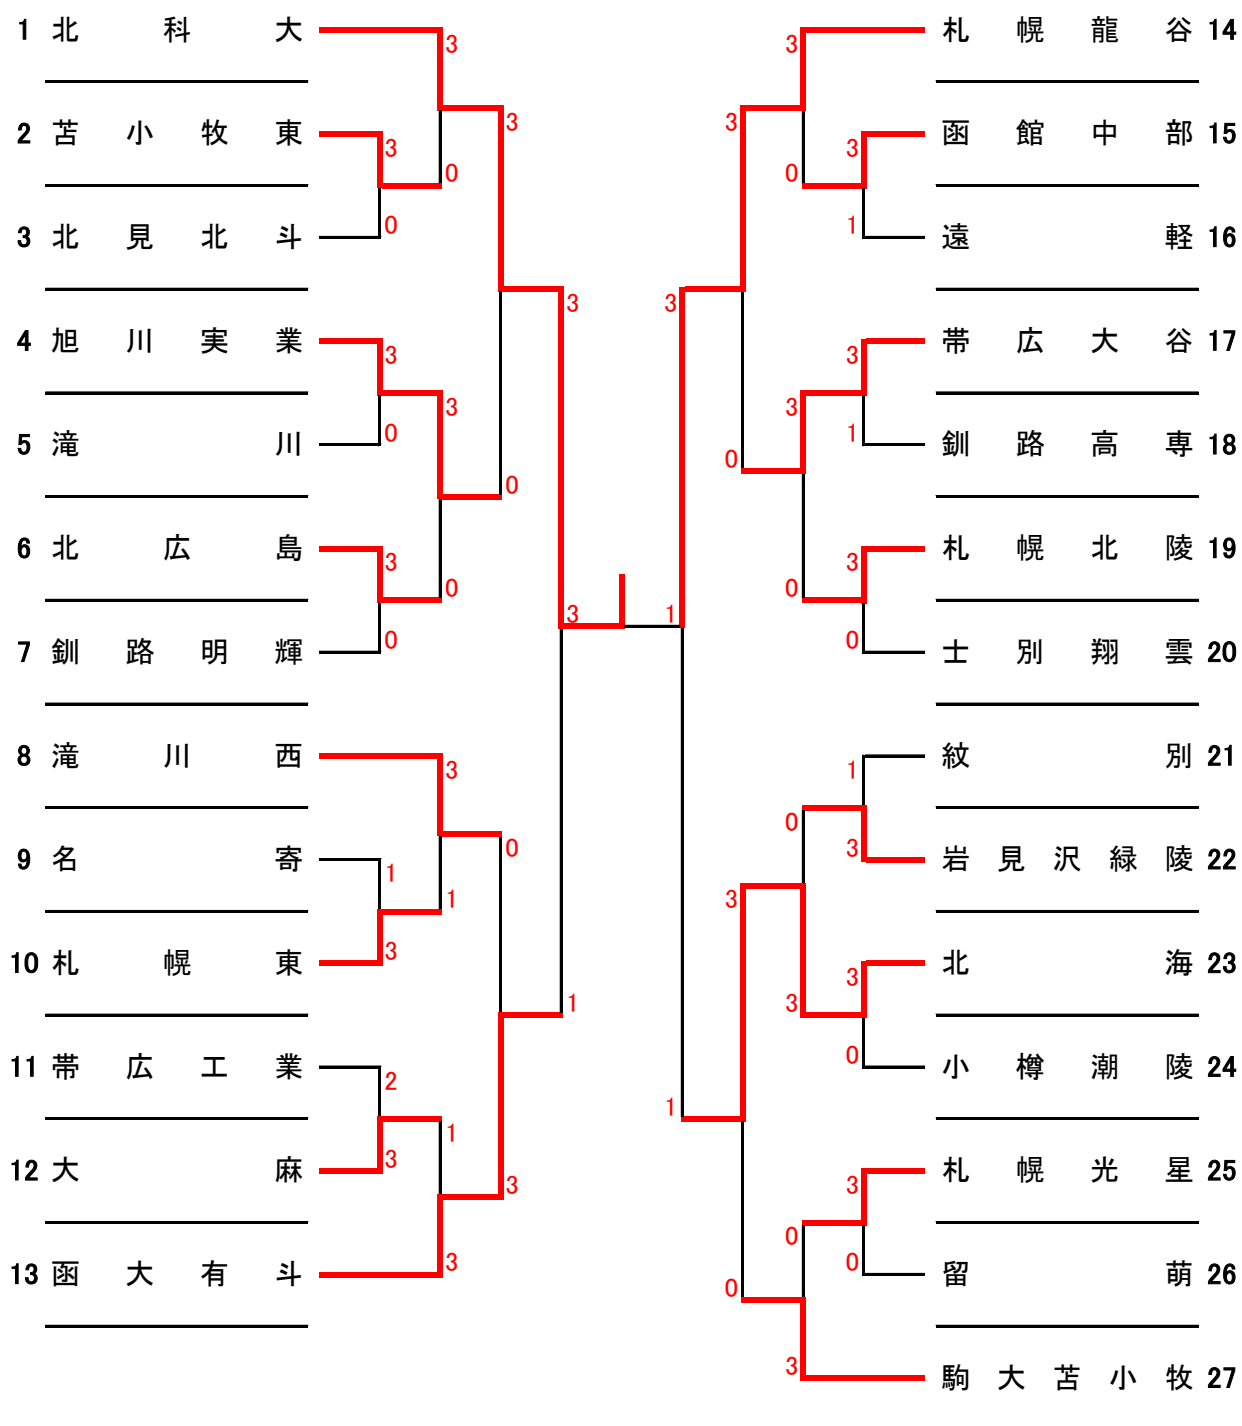 1 北科大
2 苫小牧東
3 北見北斗
4 旭川実業
5 滝川
6 北広島
7 釧路明輝
8 滝川西
9 名寄
10 札幌東
11 帯広工業
12 大麻
13 函大有斗
3
3
0
0
3
0
3
0
3
0
3
0
3
0
3
1
3
1
2
3
1
3
0
3
3
1
3
1
3
1
3
0
3
1
3
0
3
1
3
0
3
0
1
3
0
3
3
0
3
0
0
3
3
0
札幌龍谷 14
函館中部 15
遠軽 16
帯広大谷 17
釧路高専 18
札幌北陵 19
士別翔雲 20
紋別 21
岩見沢緑陵 22
北海 23
小樽潮陵 24
札幌光星 25
留萌 26
駒大苫小牧 27